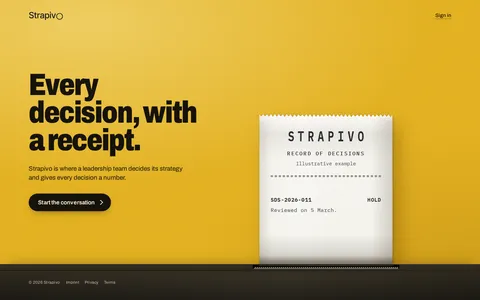 Strapivo
Sign in
Every
decision, with
a receipt.
Strapivo is where a leadership team decides its strategy
and gives every decision a number.
Start the conversation
STRAPIVO
RECORD OF DECISIONS
Illustrative example
SDS-2026-011 HOLD
Reviewed on 5 March.
© 2026 Strapivo Imprint Privacy Terms